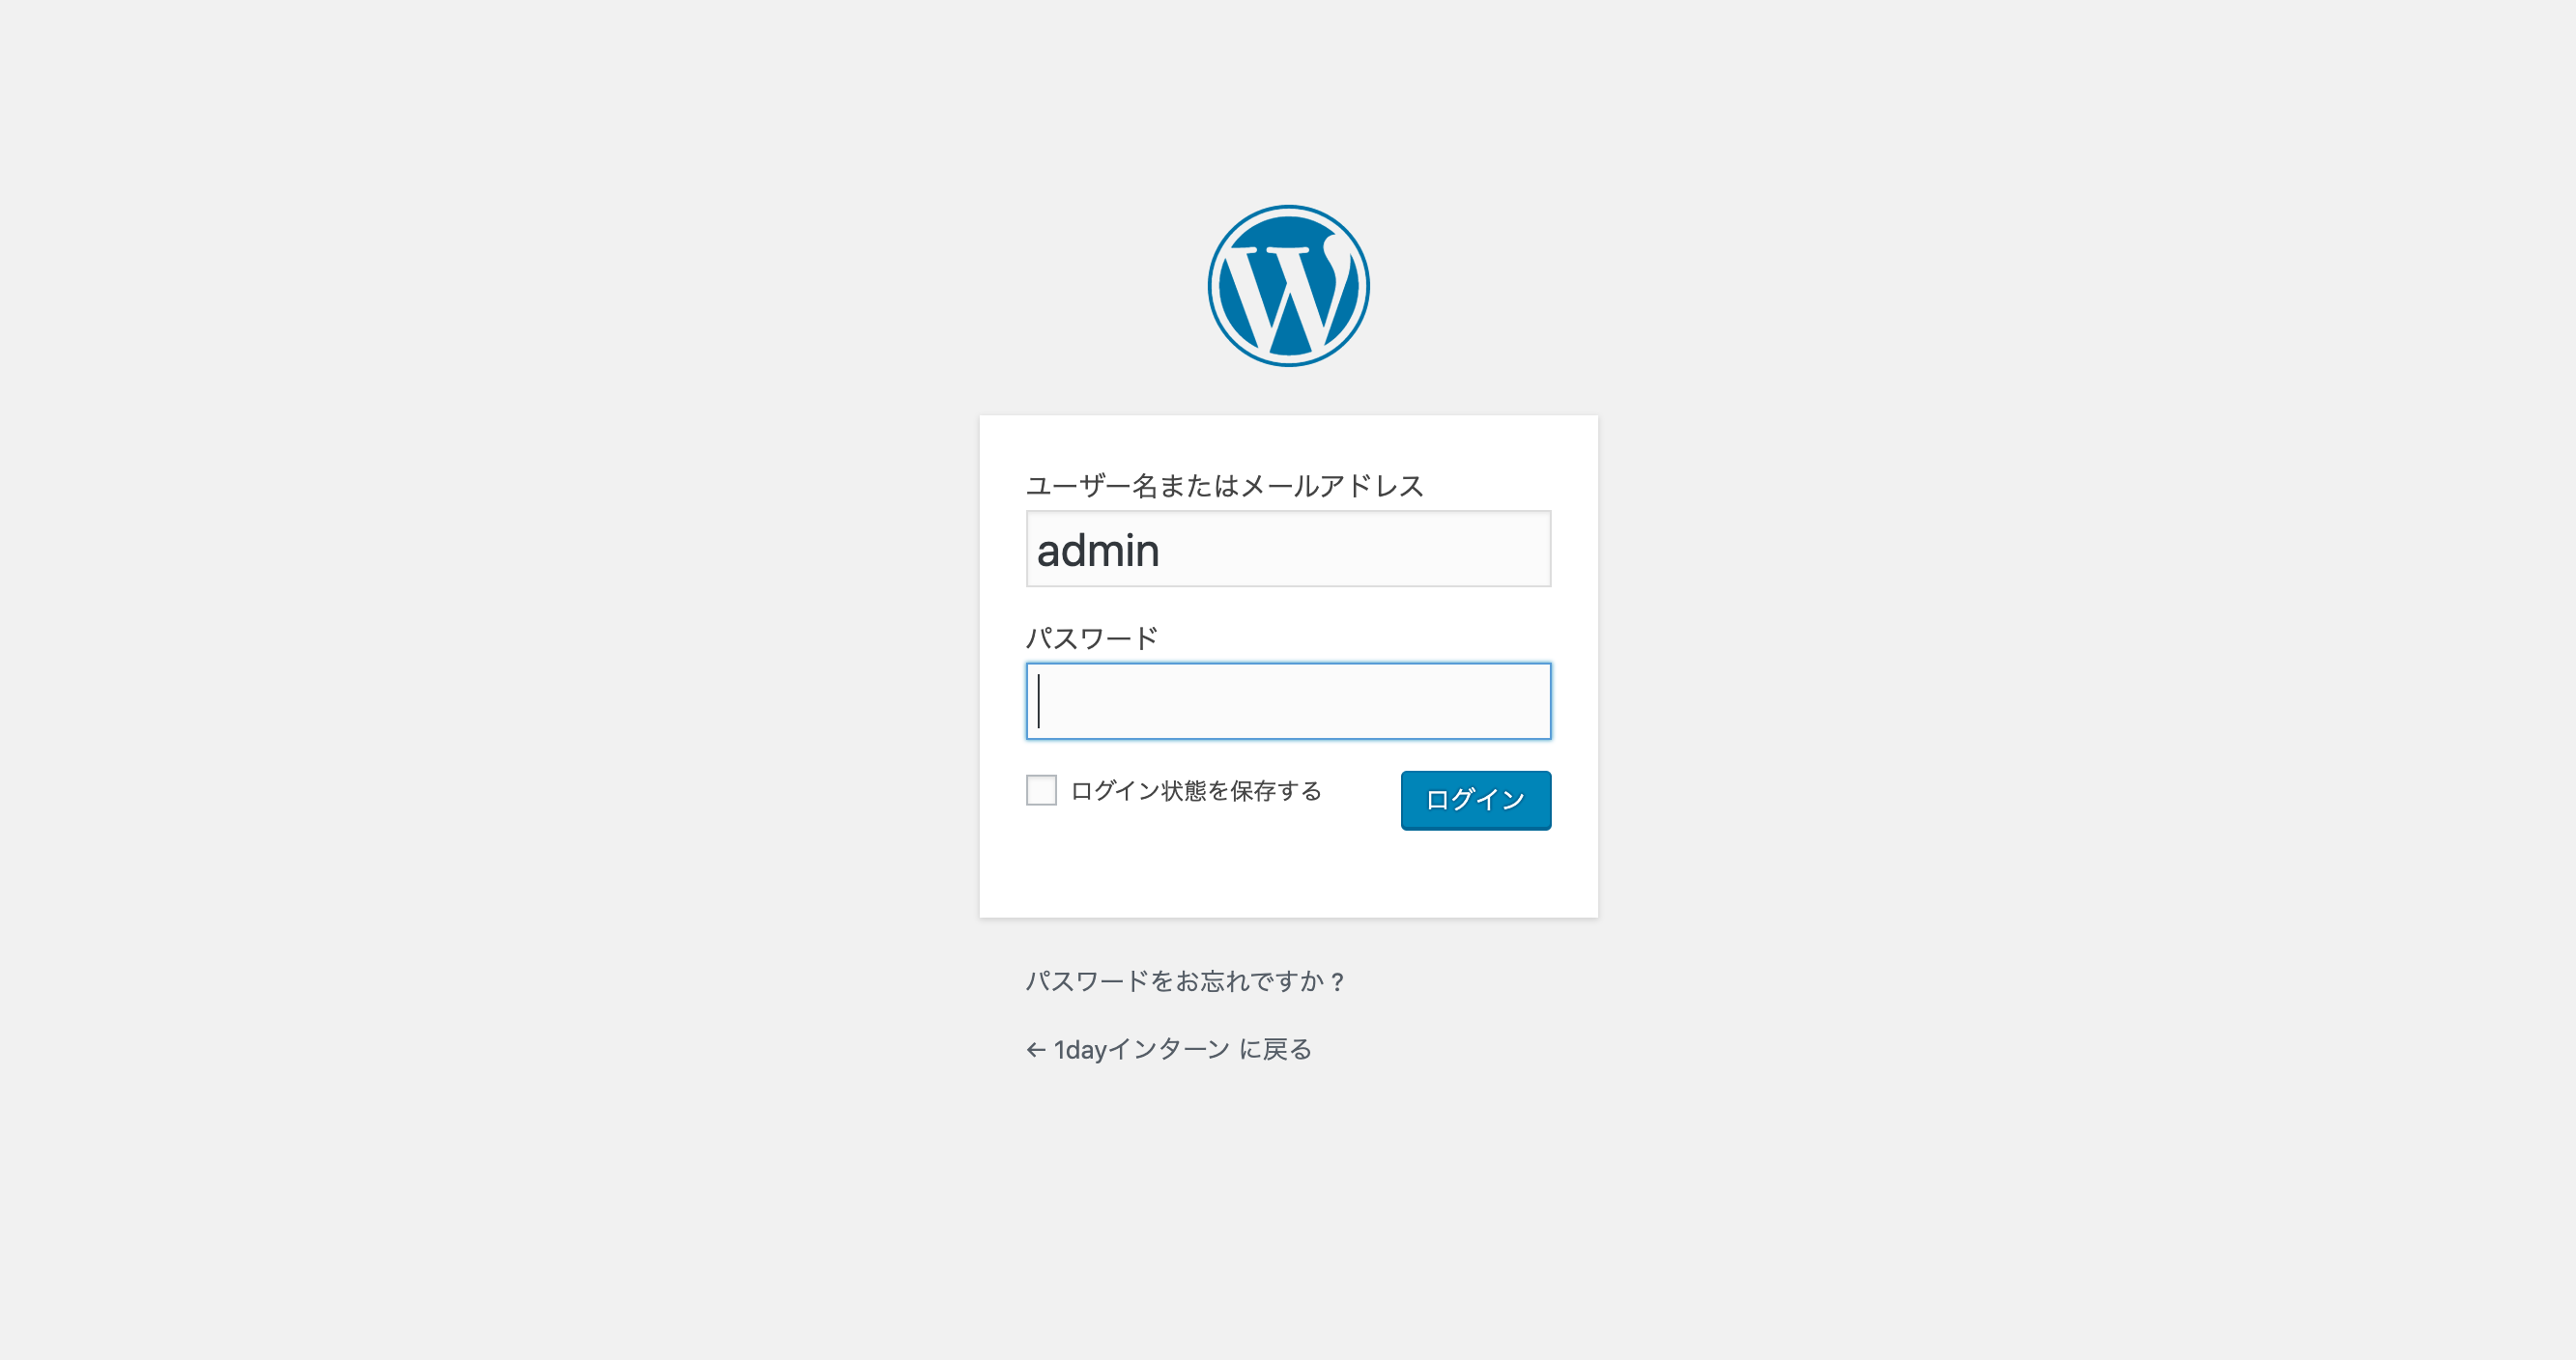 ユーザー名またはメールアドレス
admin
パスワード
ログイン状態を保存する
ログイン
パスワードをお忘れですか ?
← 1dayインターン に戻る